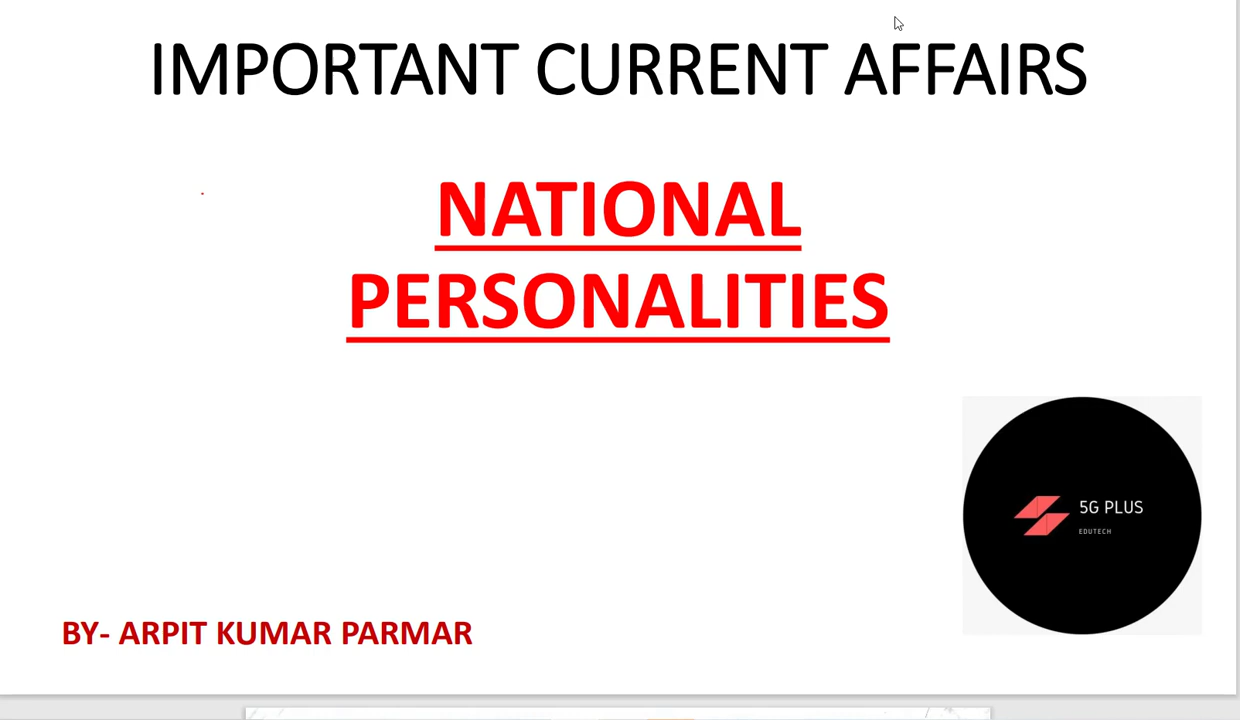 IMPORTANT CURRENT AFFAIRS
NATIONAL
PERSONALITIES
5G PLUS
EDUTECH
BY- ARPIT KUMAR PARMAR